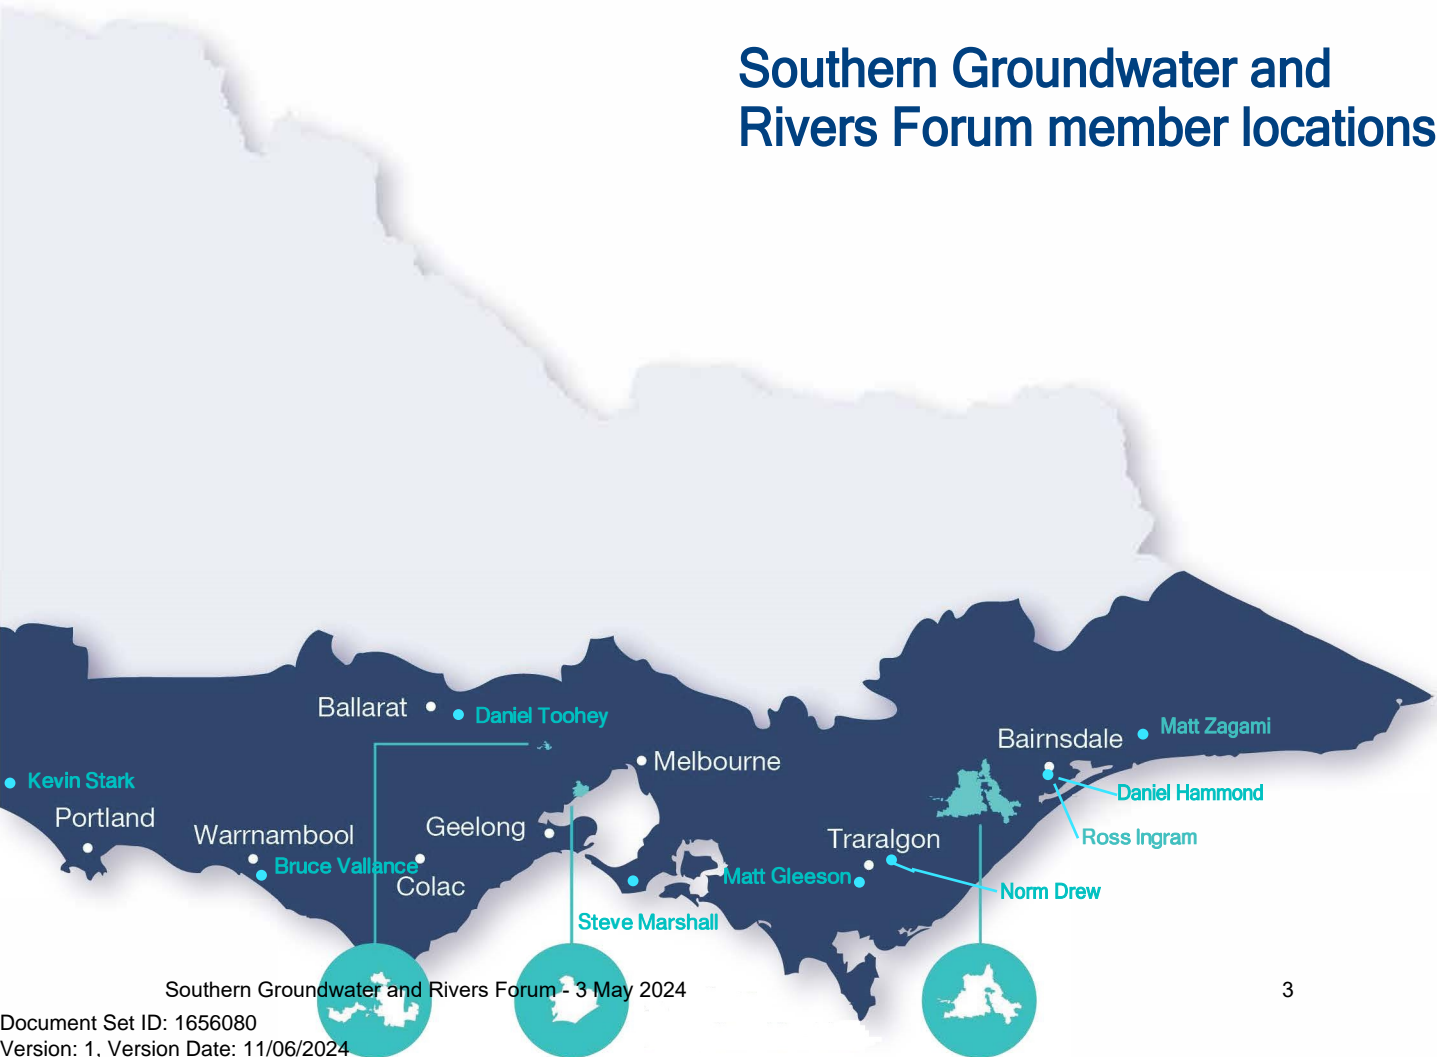 Southern Groundwater and
Rivers Forum member locations
Ballarat
Daniel Toohey
Matt Zagami
Bairnsdale
Melbourne
Kevin Stark
Daniel Hammond
Portland
Warrnambool
Geelong
Traralgon
Ross Ingram
Bruce Vallance
Colac
Matt Gleeson
Norm Drew
Steve Marshall
Southern Groundwater and Rivers Forum - 3 May 2024
3
Document Set ID: 1656080
Version: 1, Version Date: 11/06/2024